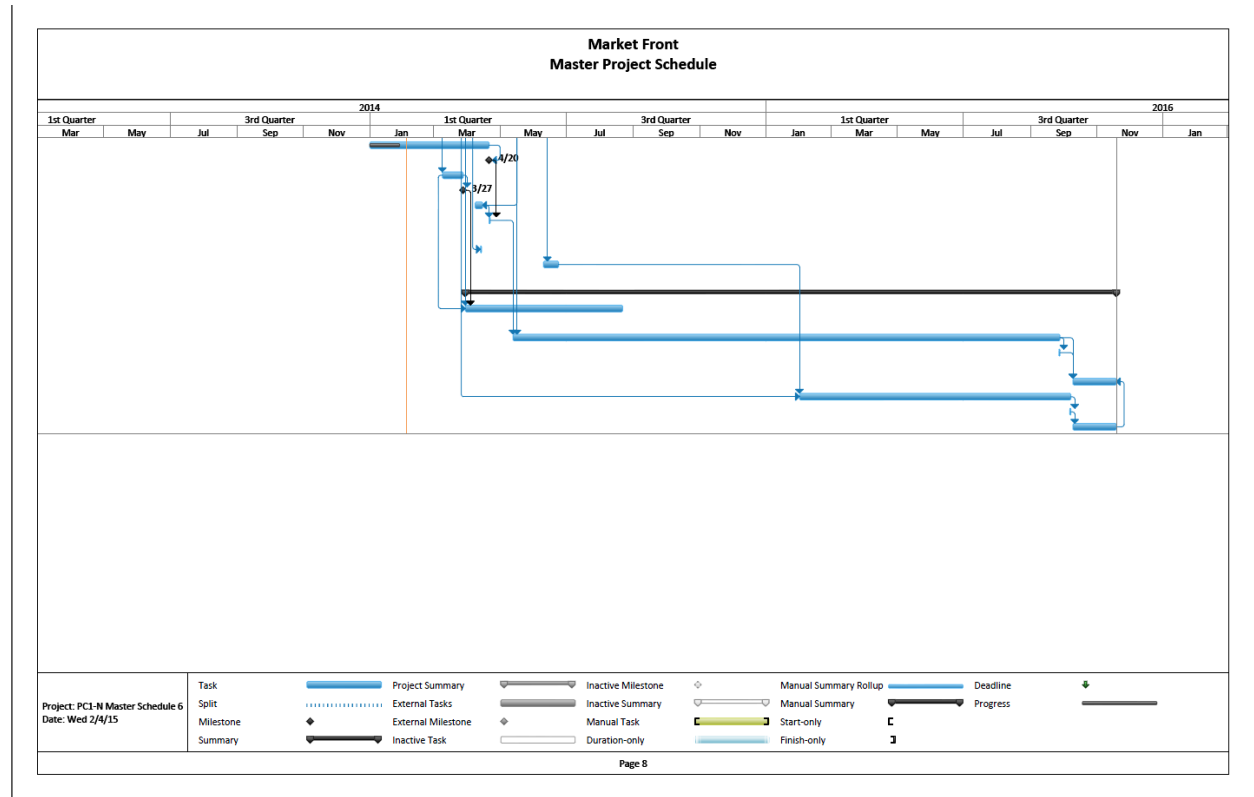 Market Front
Master Project Schedule
2014 2016
1st Quarter 3rd Quarter 1st Quarter 3rd Quarter 1st Quarter 3rd Quarter
Mar May Jul Sep Nov Jan Mar May Jul Sep Nov Jan Mar May Jul Sep Nov Jan
4/20
3/27
Task Project Summary Inactive Milestone Manual Summary Rollup Deadline
Split External Tasks Inactive Summary Manual Summary Progress
Milestone External Milestone Manual Task Start-only
Summary Inactive Task Duration-only Finish-only
Project: PC1-N Master Schedule 6
Date: Wed 2/4/15
Page 8